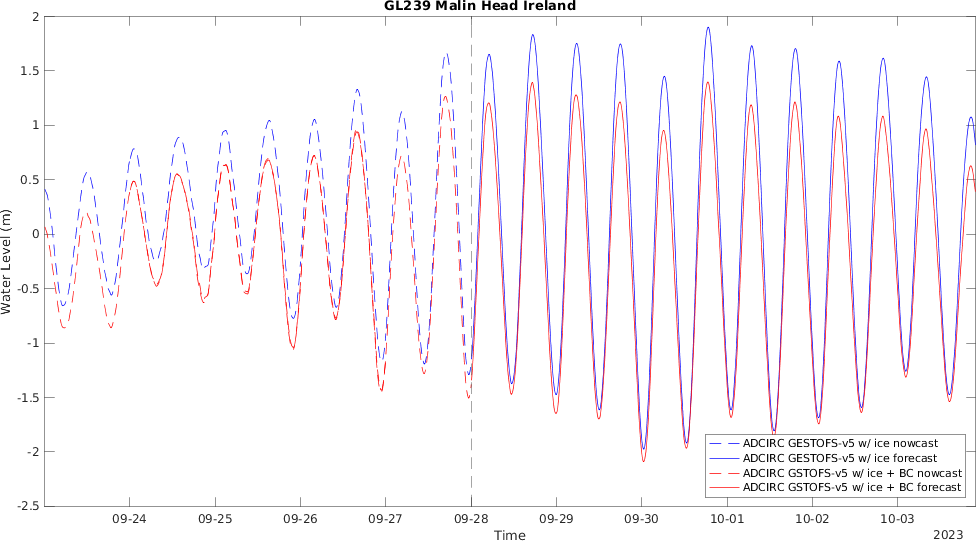 GL239 Malin Head Ireland
2
1.5
1
0.5
0
-0.5
-1
-1.5
-2
-2.5
Water Level (m)
ADCIRC GESTOFS-v5 w/ ice nowcast
ADCIRC GESTOFS-v5 w/ ice forecast
ADCIRC GSTOFS-v5 w/ ice + BC nowcast
ADCIRC GSTOFS-v5 w/ ice + BC forecast
09-24 09-25 09-26 09-27 09-28 09-29 09-30 10-01 10-02 10-03
Time
2023